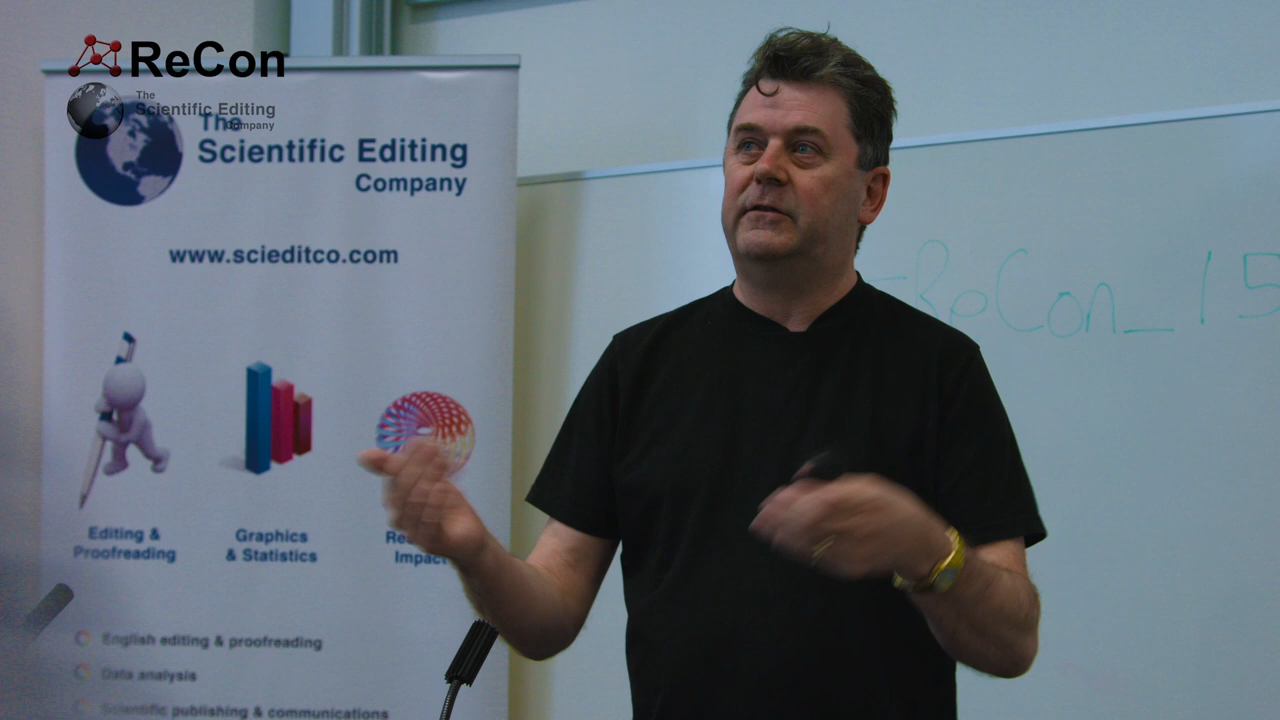 ReCon
The
Scientific Editing
Company
The
Scientific Editing
Company
www.scieditco.com
ReCon_15
Editing &
Proofreading
Graphics
& Statistics
Impact
English editing & proofreading
Data analysis
Scientific publishing & communications